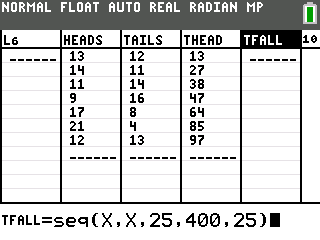 NORMAL FLOAT AUTO REAL RADIAN MP
L6 HEADS TAILS THEAD TFALL 10
------ 13 12 13 ------
14 11 27
11 14 38
9 16 47
17 8 64
21 4 85
12 13 97
------ ------ ------
TFALL=seq(X,X,25,400,25)